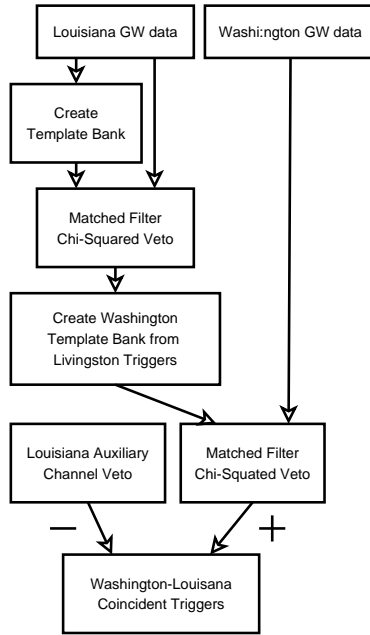 Louisiana GW data
Washi:ngton GW data
Create
Template Bank
Matched Filter
Chi-Squared Veto
Create Washington
Template Bank from
Livingston Triggers
Louisiana Auxiliary
Channel Veto
Matched Filter
Chi-Squated Veto
−
+
Washington-Louisana
Coincident Triggers